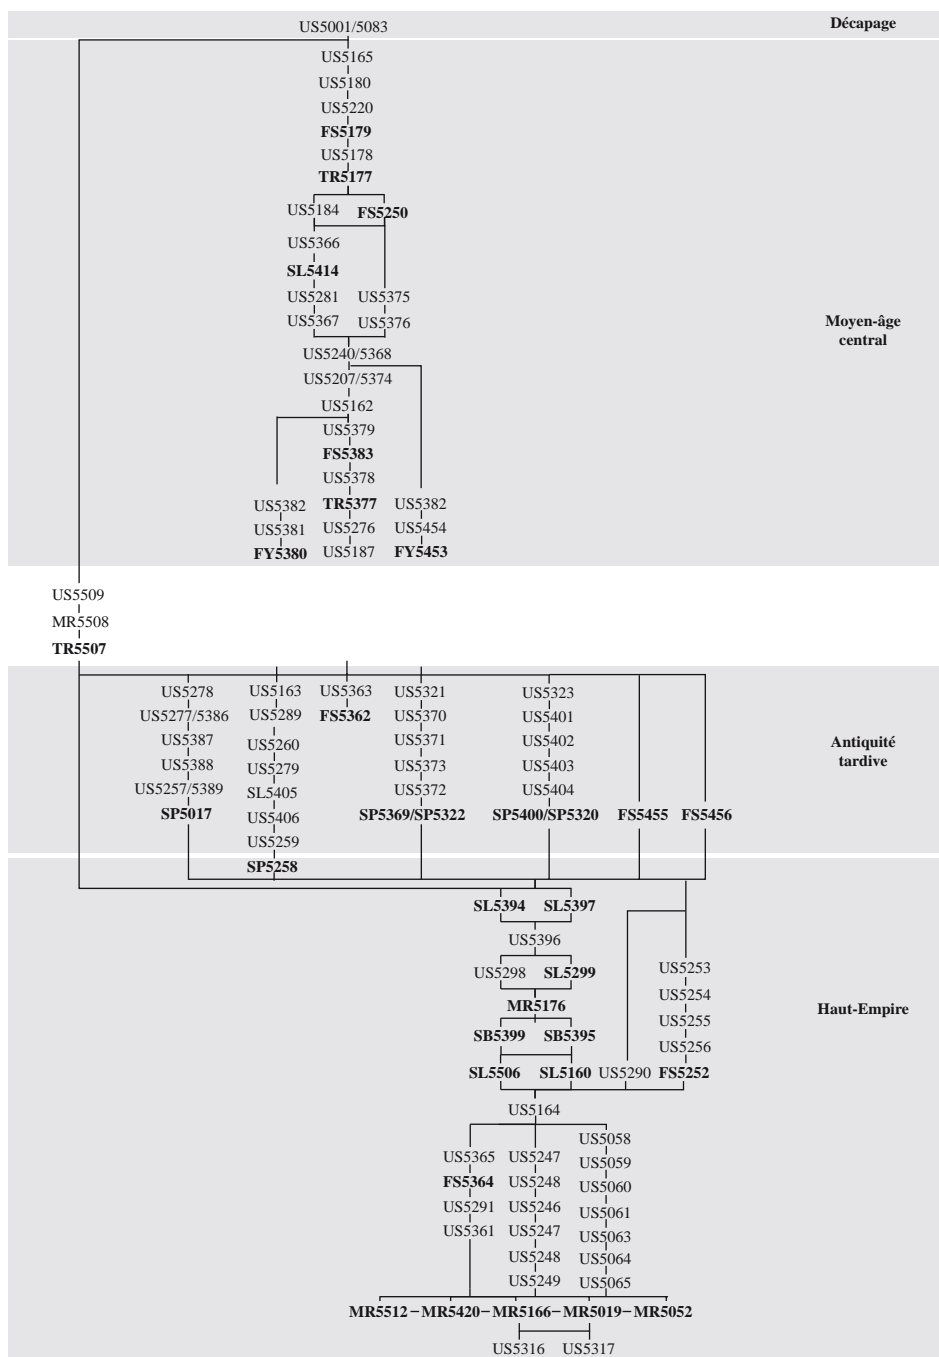 US5001/5083 Décapage
US5165
US5180
US5220
FS5179
US5178
TR5177
US5184 FS5250
US5366
SL5414
US5281 US5375
US5367 US5376
Moyen-âge
central
US5240/5368
US5207/5374
US5162
US5379
FS5383
US5378
US5382 TR5377 US5382
US5381 US5276 US5454
FY5380 US5187 FY5453
US5509
MR5508
TR5507
US5278 US5163 US5363 US5321 US5323
US5277/5386 US5289 FS5362 US5370 US5401
US5387 US5260 US5371 US5402
US5388 US5279 US5373 US5403
US5257/5389 SL5405 US5372 US5404
SP5017 US5406 SP5369/SP5322 SP5400/SP5320 FS5455 FS5456
US5259
SP5258
Antiquité
tardive
SL5394 SL5397
US5396
US5298 SL5299 US5253
US5254
MR5176 US5255
Haut-Empire
SB5399 SB5395 US5256
SL5506 SL5160 US5290 FS5252
US5164
US5365 US5247 US5058
FS5364 US5248 US5059
US5291 US5246 US5060
US5361 US5247 US5061
US5248 US5063
US5249 US5064
US5065
MR5512–MR5420–MR5166–MR5019–MR5052
US5316 US5317